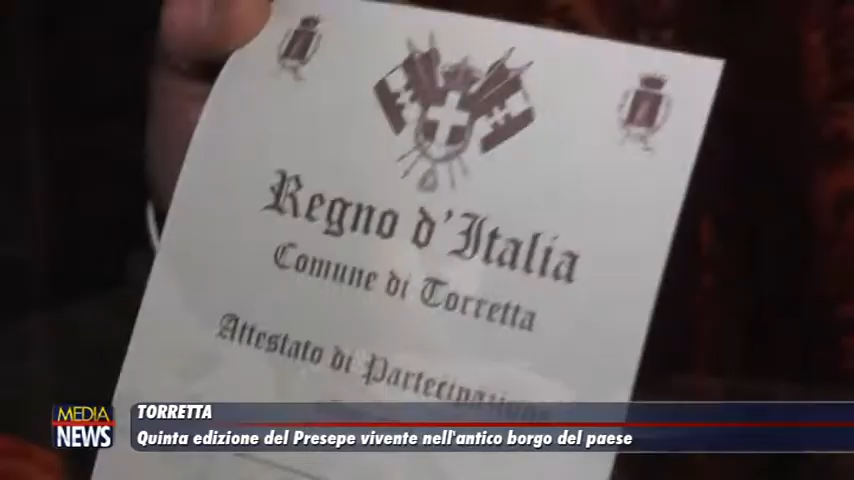 Regno d'Italia
Comune di Torretta
Attestato di Partecipazione
MEDIA
NEWS
TORRETTA
Quinta edizione del Presepe vivente nell'antico borgo del paese